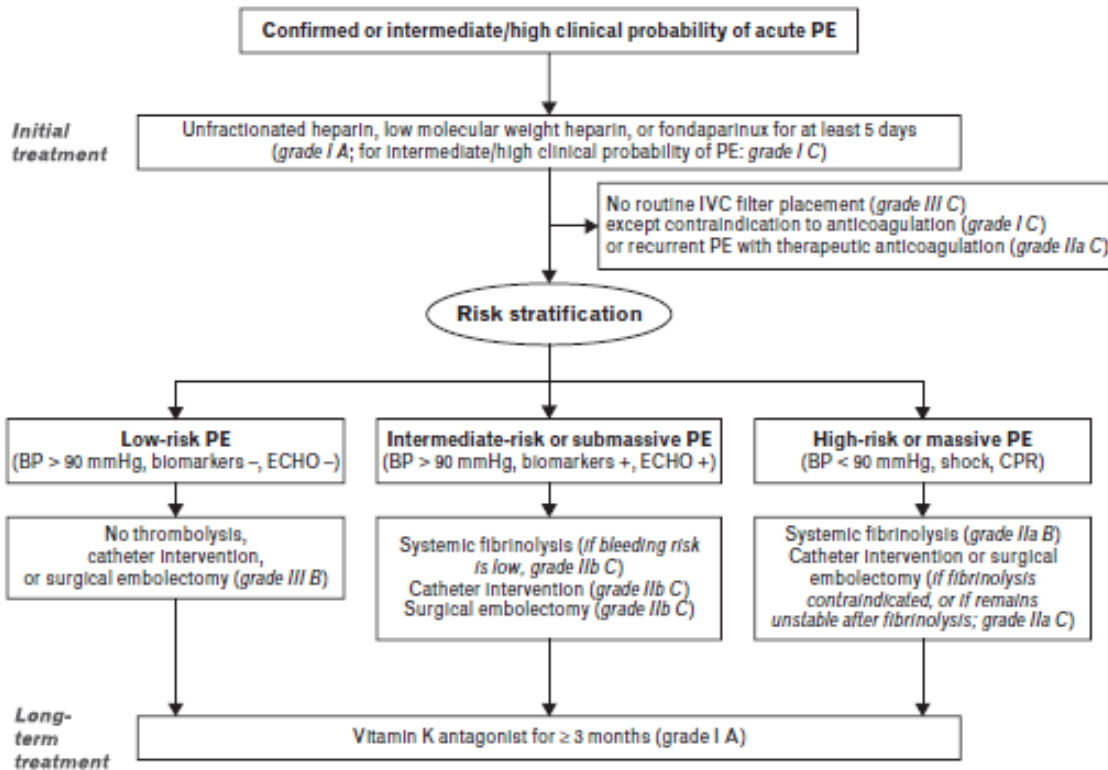 Confirmed or intermediate/high clinical probability of acute PE
Initial
treatment
Unfractionated heparin, low molecular weight heparin, or fondaparinux for at least 5 days
(grade I A; for intermediate/high clinical probability of PE: grade I C)
No routine IVC filter placement (grade III C)
except contraindication to anticoagulation (grade I C)
or recurrent PE with therapeutic anticoagulation (grade IIa C)
Risk stratification
Low-risk PE
(BP > 90 mmHg, biomarkers –, ECHO –)
Intermediate-risk or submassive PE
(BP > 90 mmHg, biomarkers +, ECHO +)
High-risk or massive PE
(BP < 90 mmHg, shock, CPR)
No thrombolysis,
catheter intervention,
or surgical embolectomy (grade III B)
Systemic fibrinolysis (if bleeding risk
is low, grade IIb C)
Catheter intervention (grade IIb C)
Surgical embolectomy (grade IIb C)
Systemic fibrinolysis (grade IIa B)
Catheter intervention or surgical
embolectomy (if fibrinolysis
contraindicated, or if remains
unstable after fibrinolysis; grade IIa C)
Long-
term
treatment
Vitamin K antagonist for ≥ 3 months (grade I A)